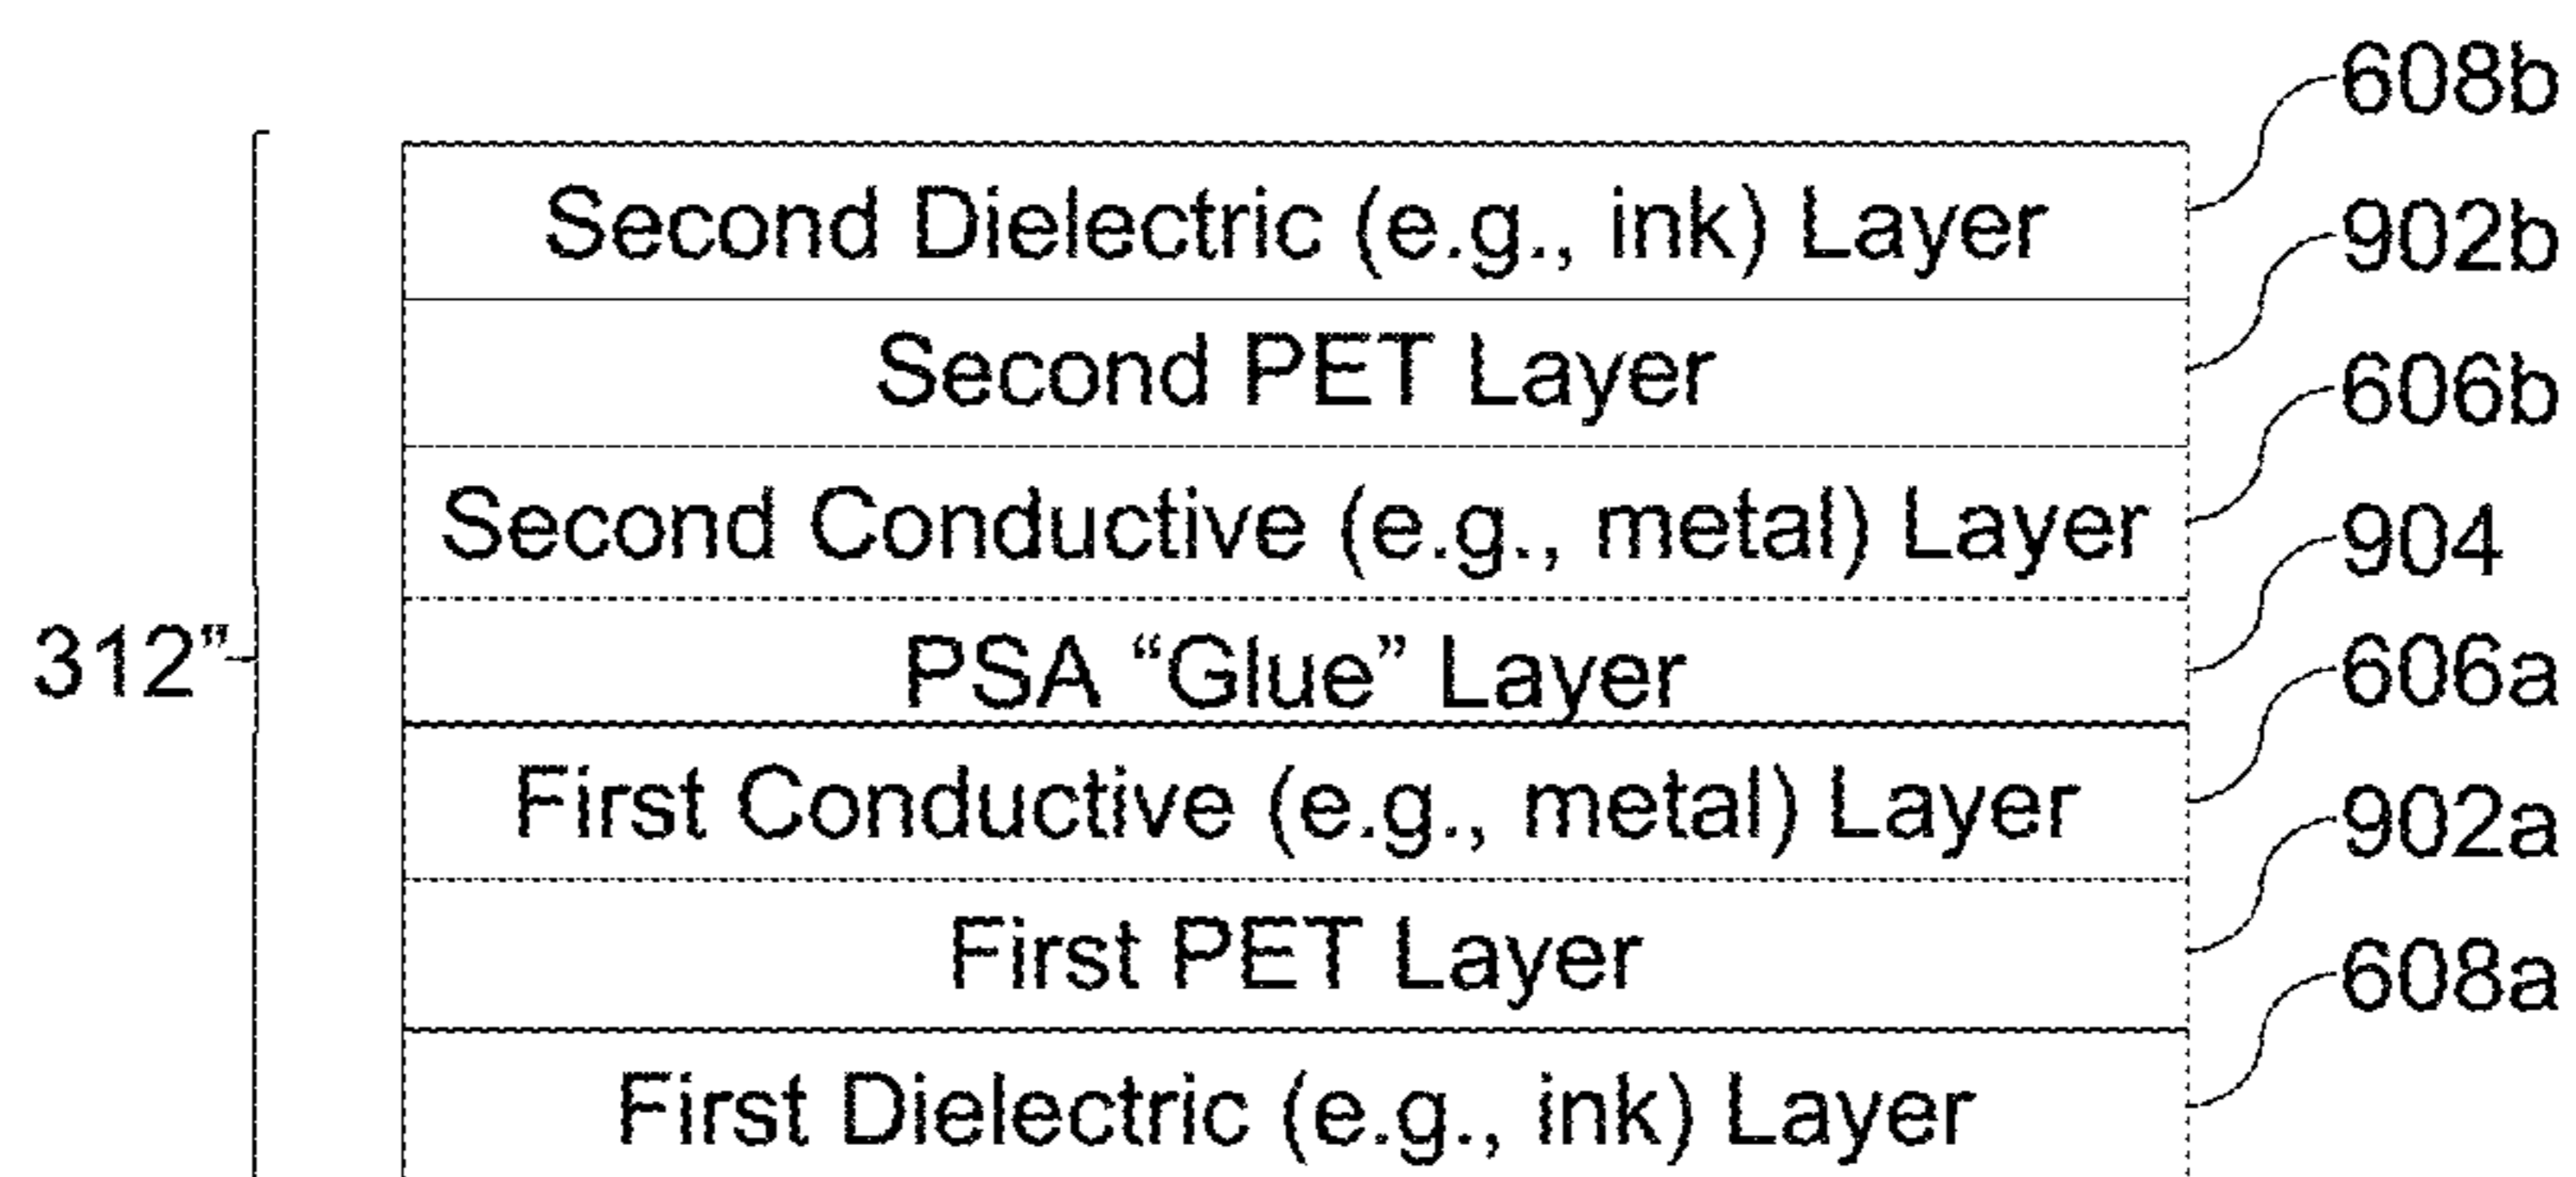 608b
Second Dielectric (e.g., ink) Layer
902b
Second PET Layer
606b
Second Conductive (e.g., metal) Layer
904
312”
PSA “Glue” Layer
606a
First Conductive (e.g., metal) Layer
902a
First PET Layer
608a
First Dielectric (e.g., ink) Layer